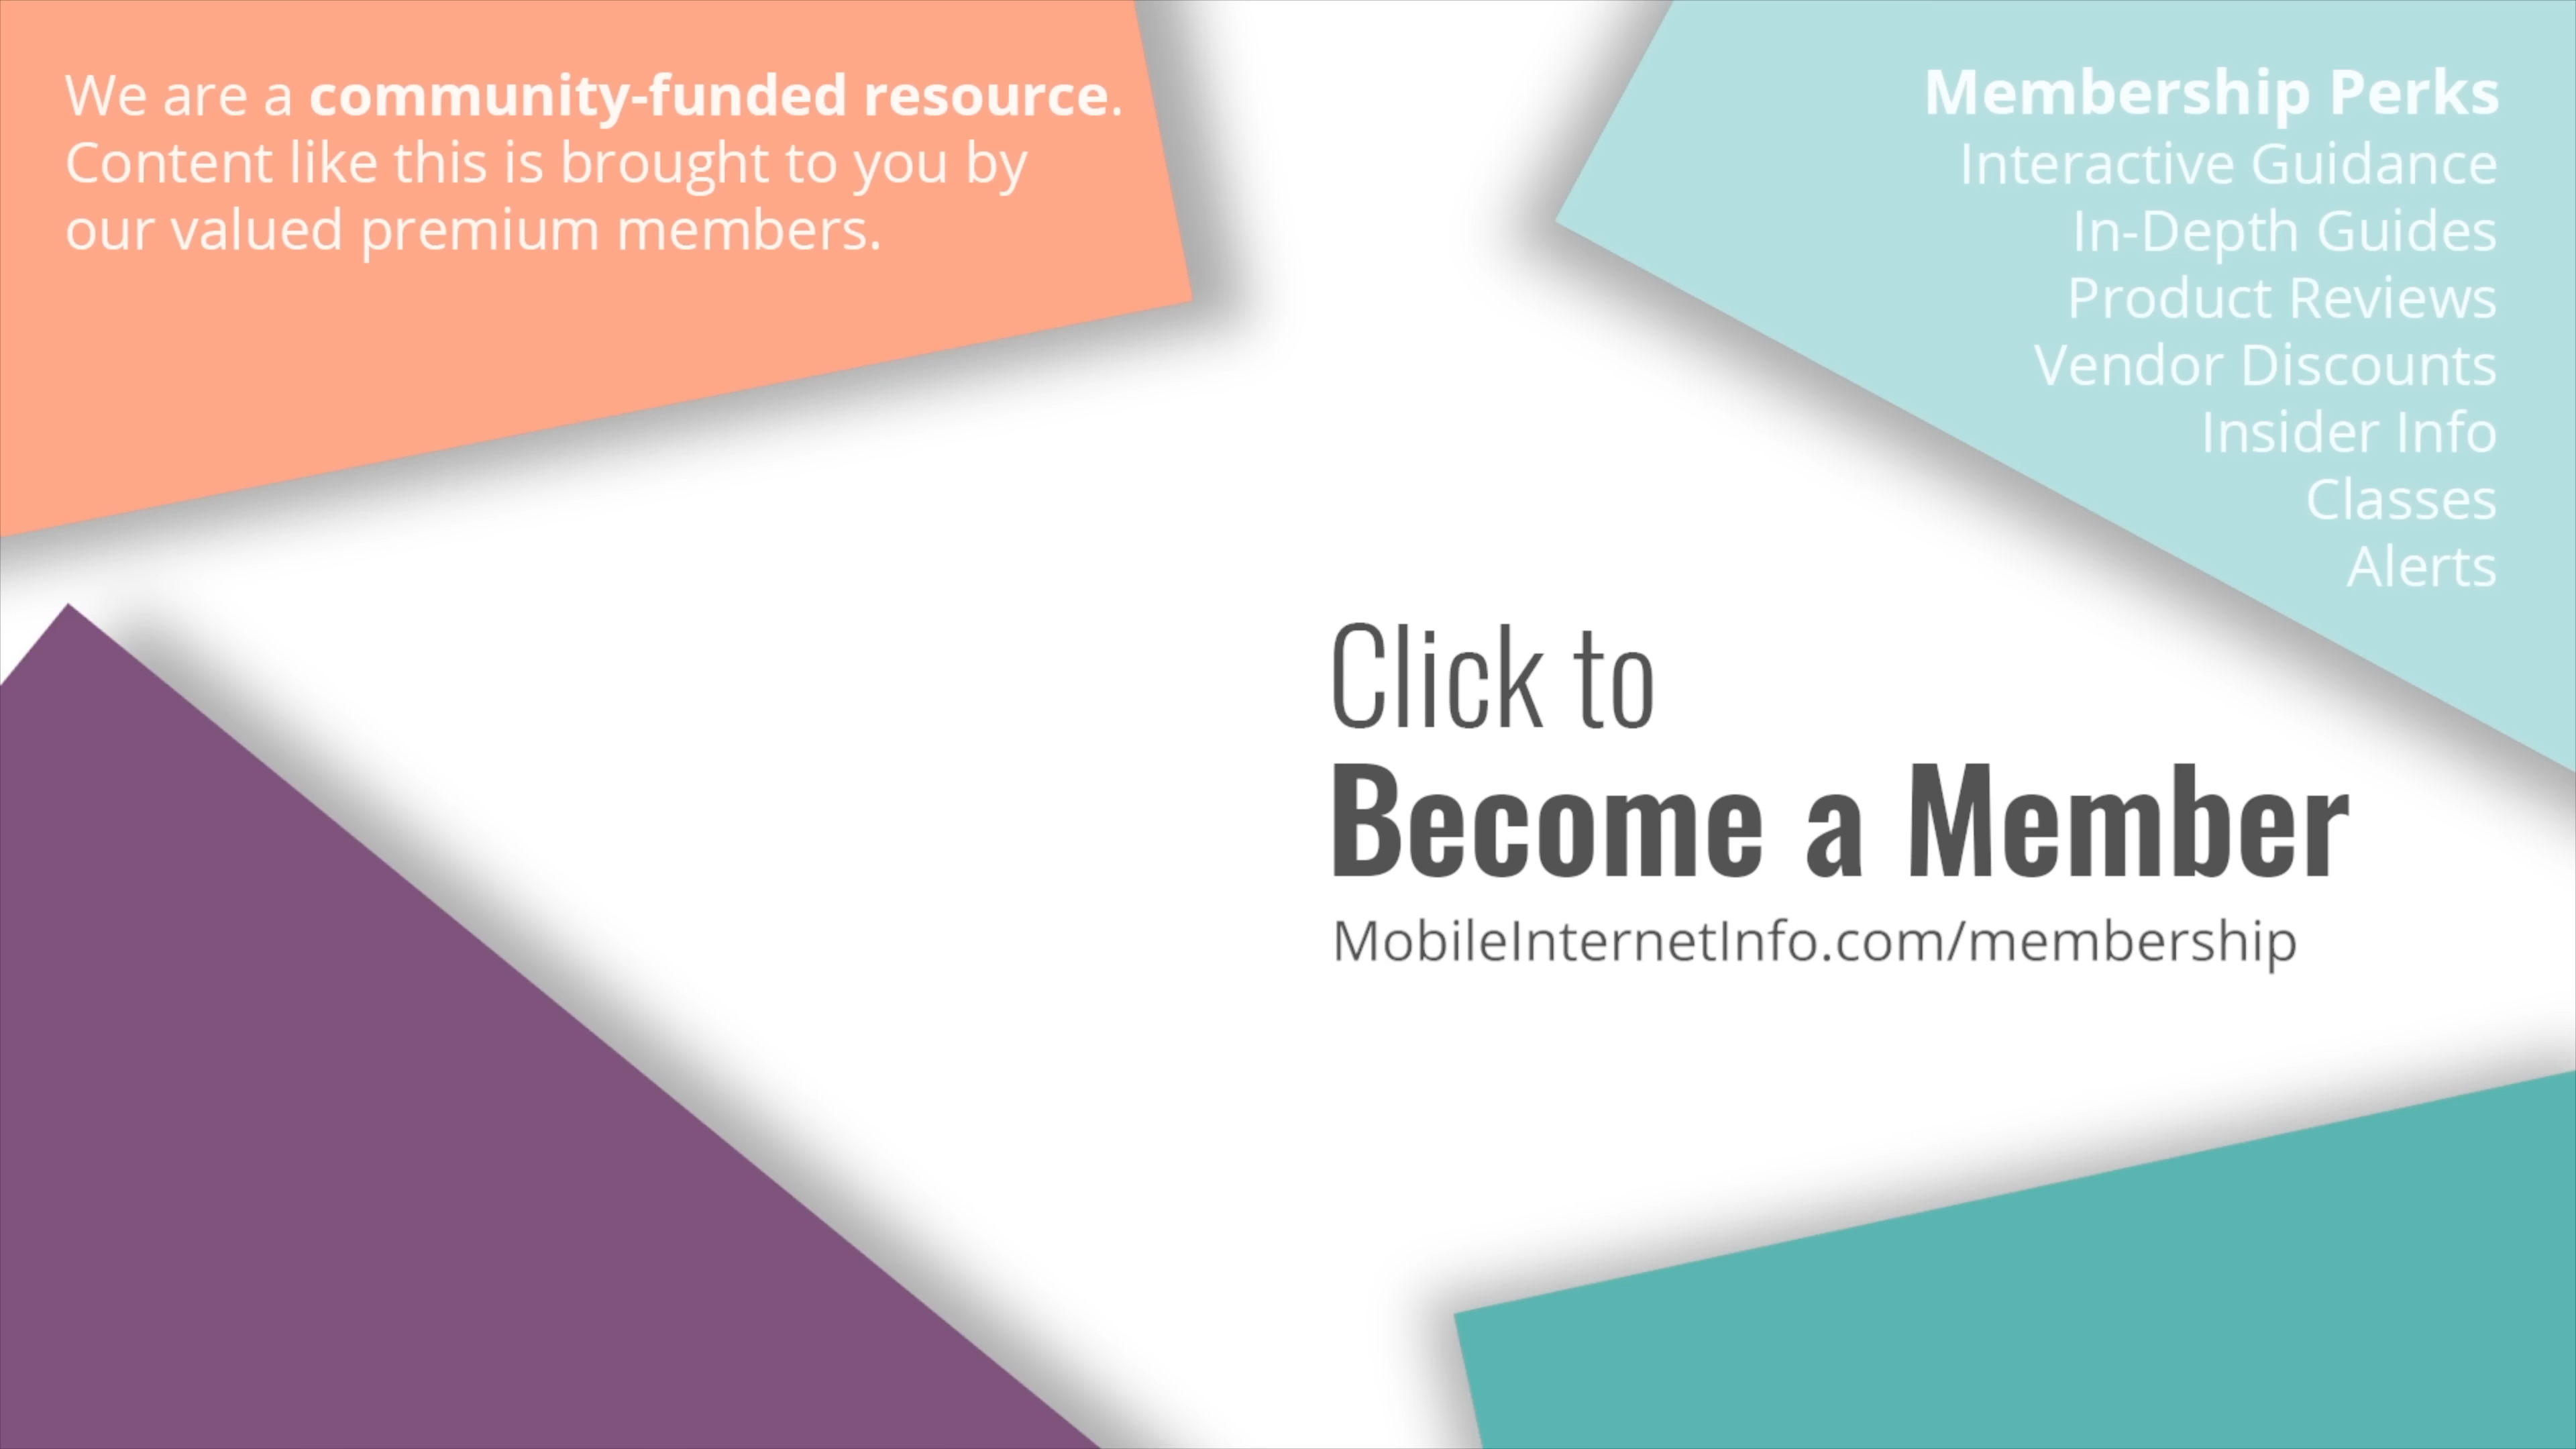 We are a community-funded resource.
Content like this is brought to you by
our valued premium members.
Membership Perks
Interactive Guidance
In-Depth Guides
Product Reviews
Vendor Discounts
Insider Info
Classes
Alerts
Click to
Become a Member
MobileInternetInfo.com/membership